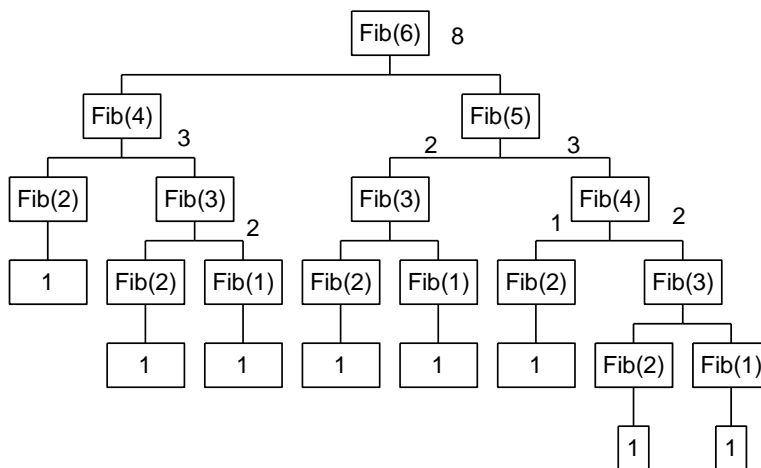 Fib(6) 8
Fib(4) Fib(5)
3 2 3
Fib(2) Fib(3) Fib(3) Fib(4)
2 1 2
1 Fib(2) Fib(1) Fib(2) Fib(1) Fib(2) Fib(3)
1 1 1 1 1 Fib(2) Fib(1)
1 1